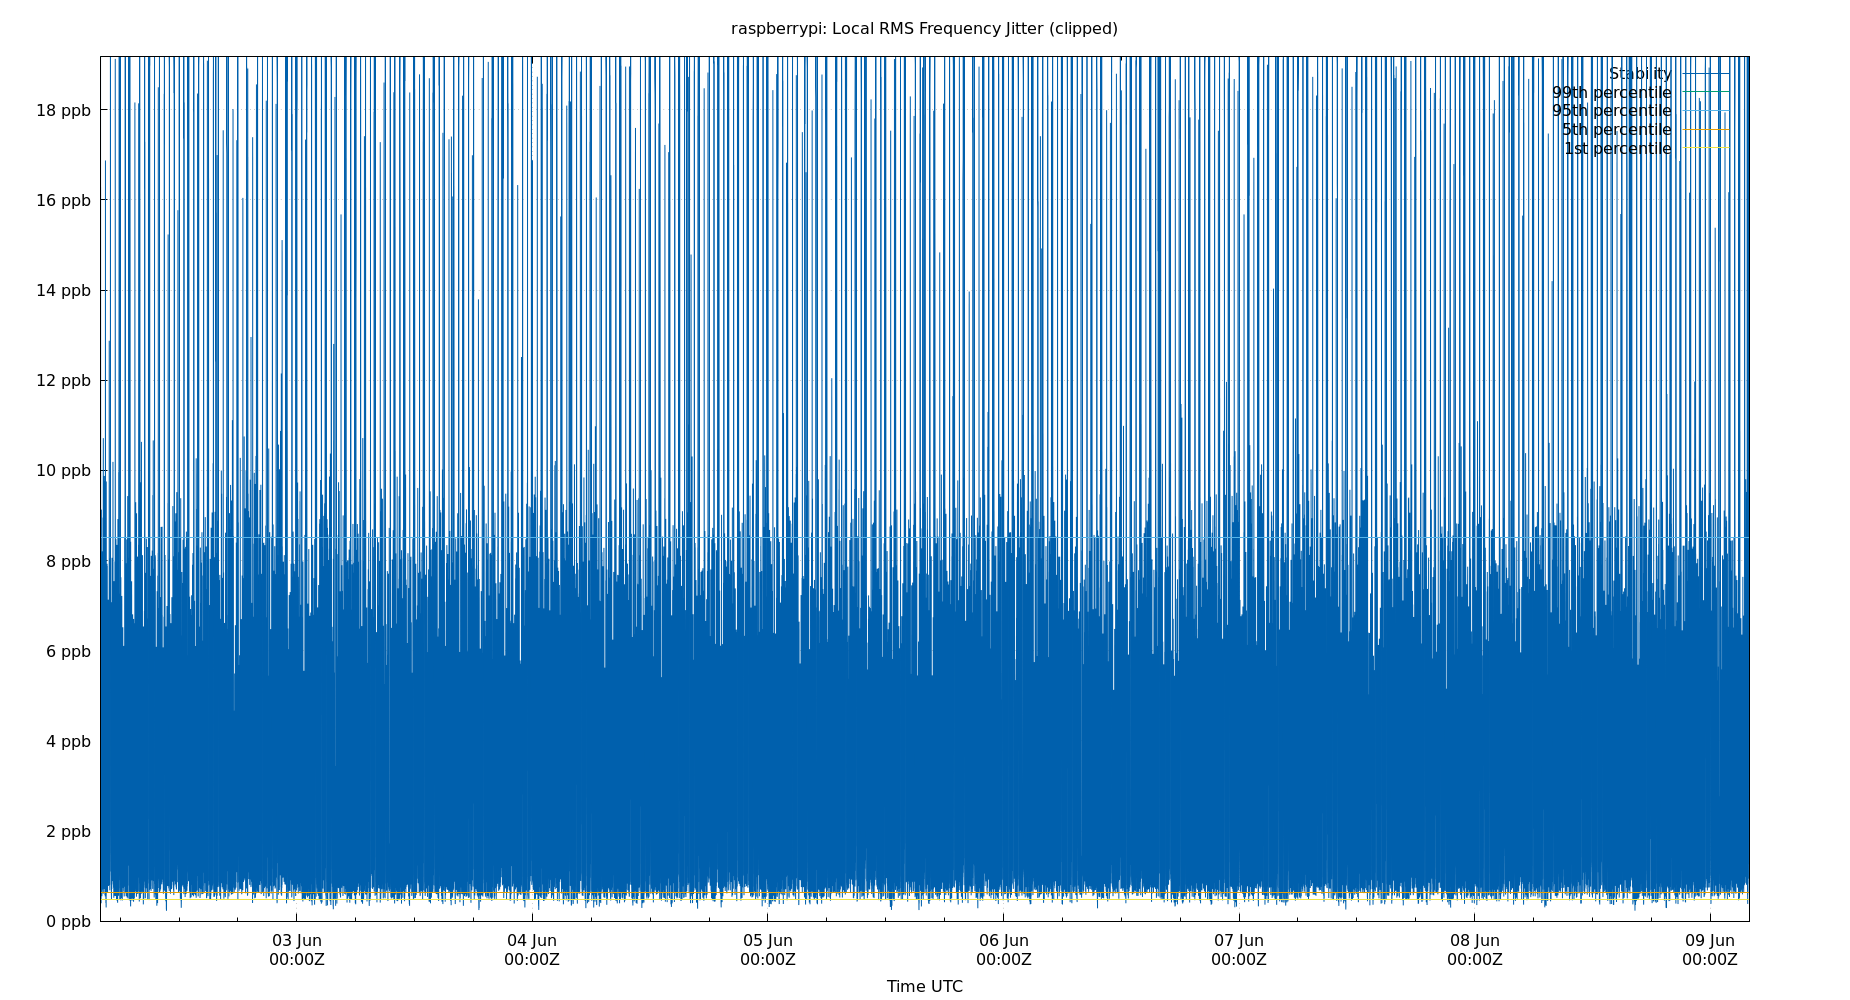 raspberrypi: Local RMS Frequency Jitter (clipped)
Stability
99th percentile
95th percentile
5th percentile
1st percentile
18 ppb
16 ppb
14 ppb
12 ppb
10 ppb
8 ppb
6 ppb
4 ppb
2 ppb
0 ppb
03 Jun 04 Jun 05 Jun 06 Jun 07 Jun 08 Jun 09 Jun
00:00Z 00:00Z 00:00Z 00:00Z 00:00Z 00:00Z 00:00Z
Time UTC